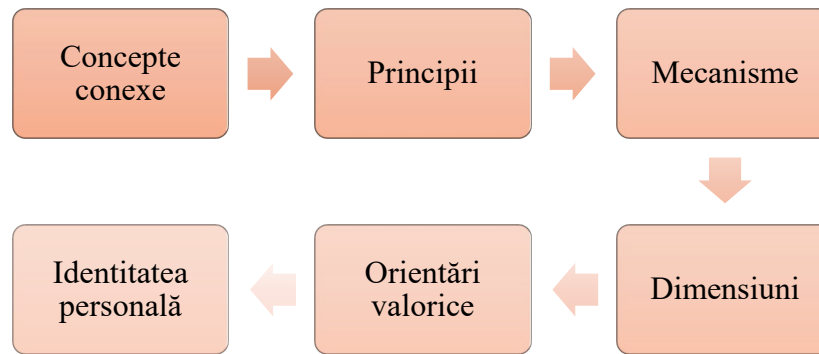 Concepte
conexe
Principii
Mecanisme
Dimensiuni
Orientări
valorice
Identitatea
personală